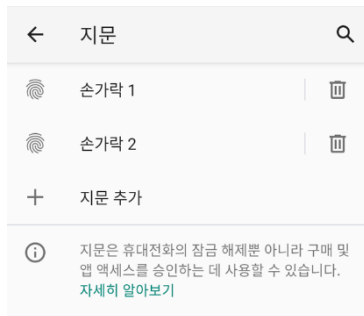 지문
손가락 1
손가락 2
지문 추가
지문은 휴대전화의 잠금 해제뿐 아니라 구매 및
앱 액세스를 승인하는 데 사용할 수 있습니다.
자세히 알아보기